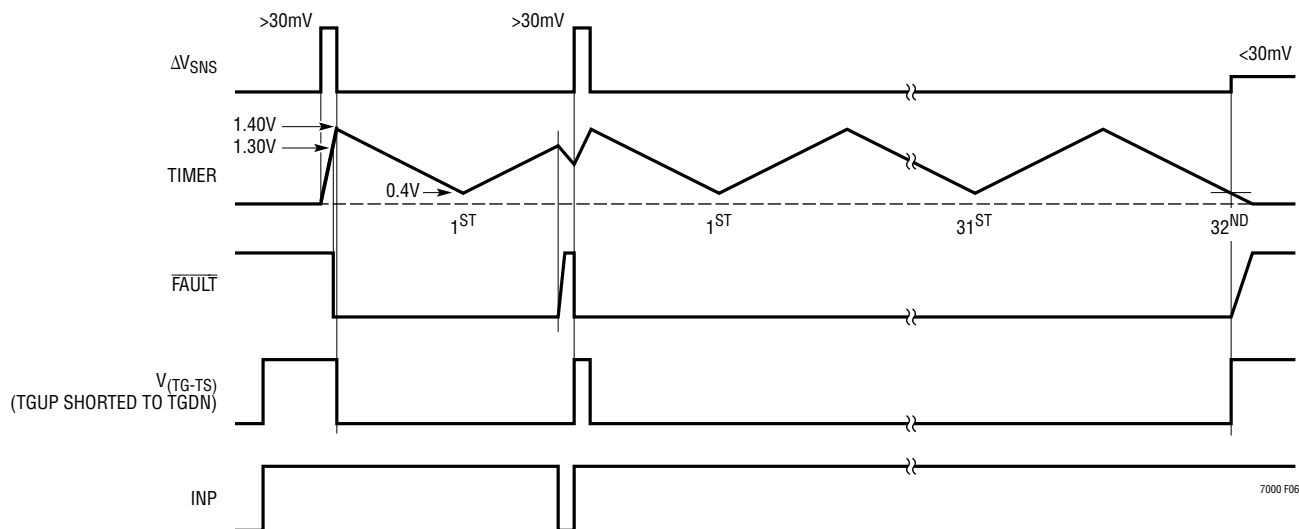 >30mV
>30mV
<30mV
ΔVSNS
1.40V
1.30V
TIMER
0.4V
1ST
1ST
31ST
32ND
FAULT
V(TG-TS)
(TGUP SHORTED TO TGDN)
INP
7000 F06